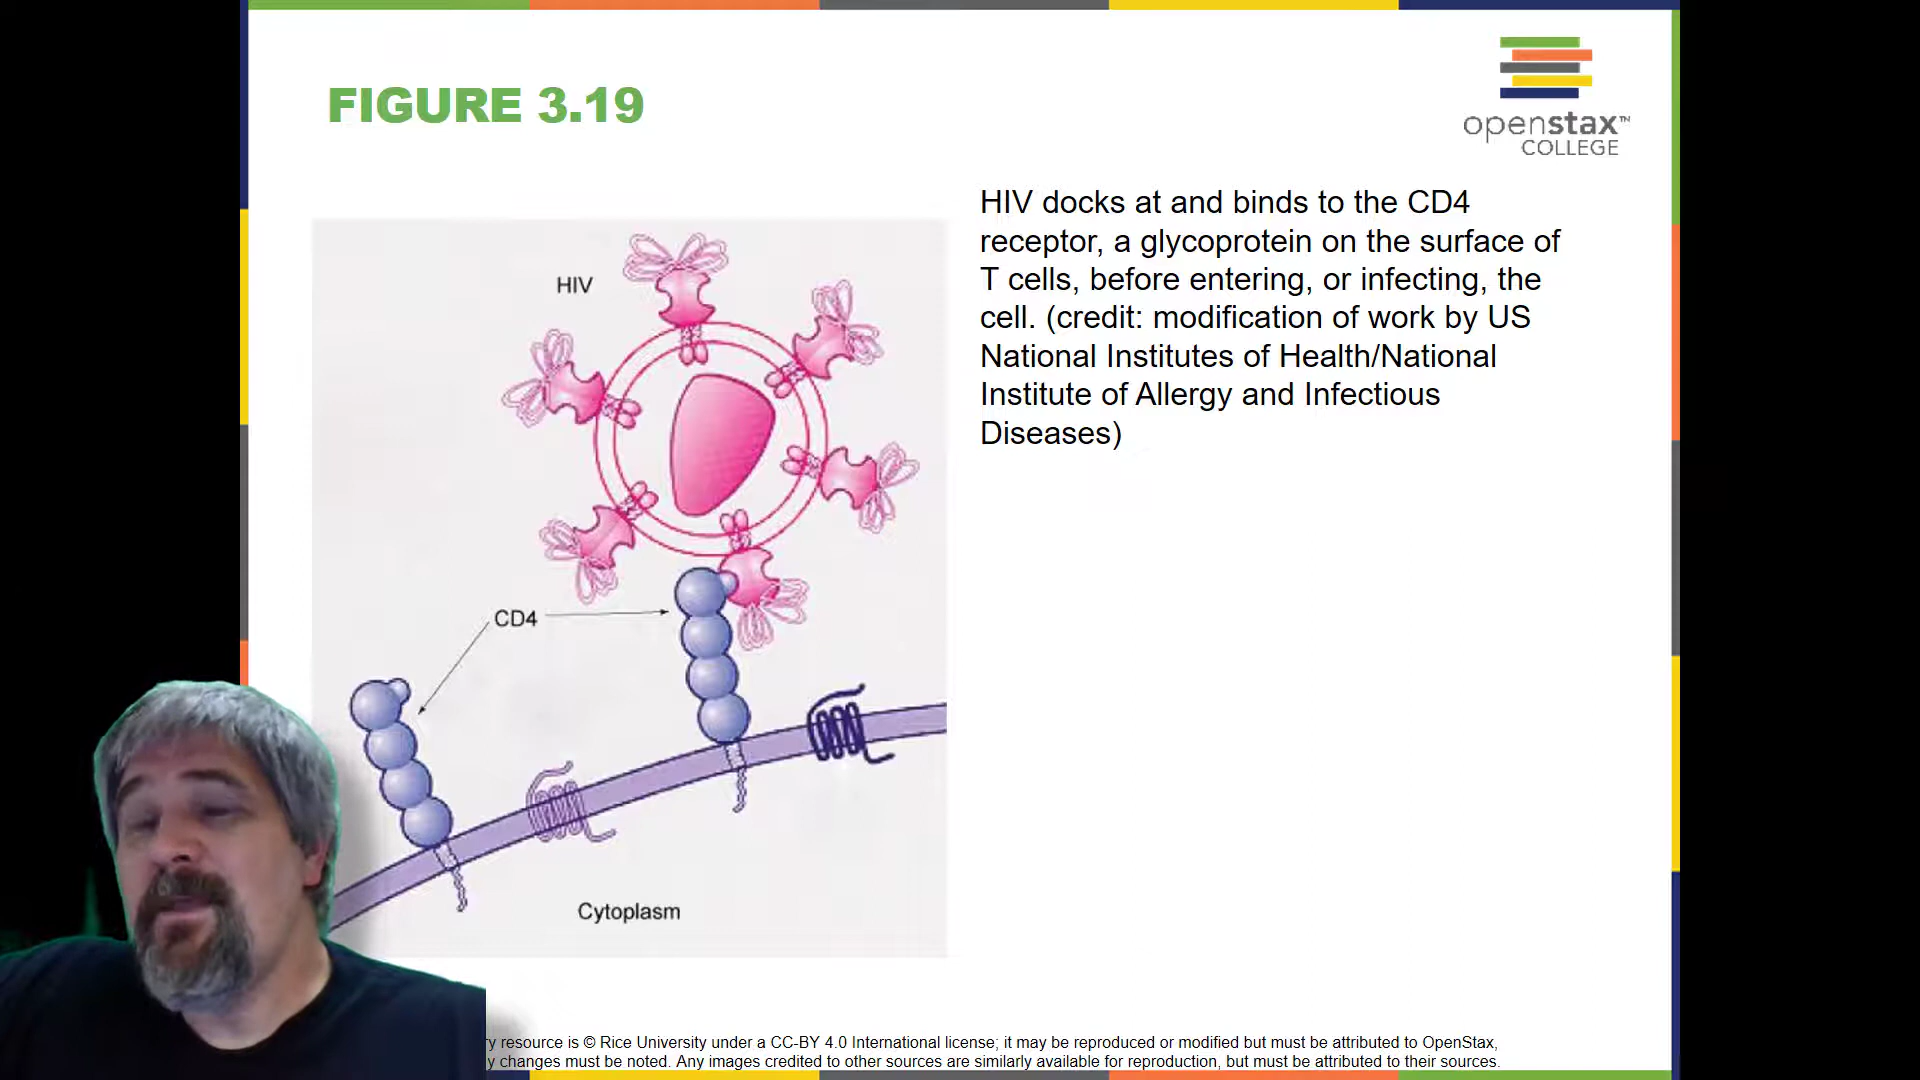 FIGURE 3.19
openstax™
COLLEGE
HIV docks at and binds to the CD4
receptor, a glycoprotein on the surface of
T cells, before entering, or infecting, the
cell. (credit: modification of work by US
National Institutes of Health/National
Institute of Allergy and Infectious
Diseases)
HIV
CD4
Cytoplasm
resource is © Rice University under a CC-BY 4.0 International license; it may be reproduced or modified but must be attributed to OpenStax,
changes must be noted. Any images credited to other sources are similarly available for reproduction, but must be attributed to their sources.